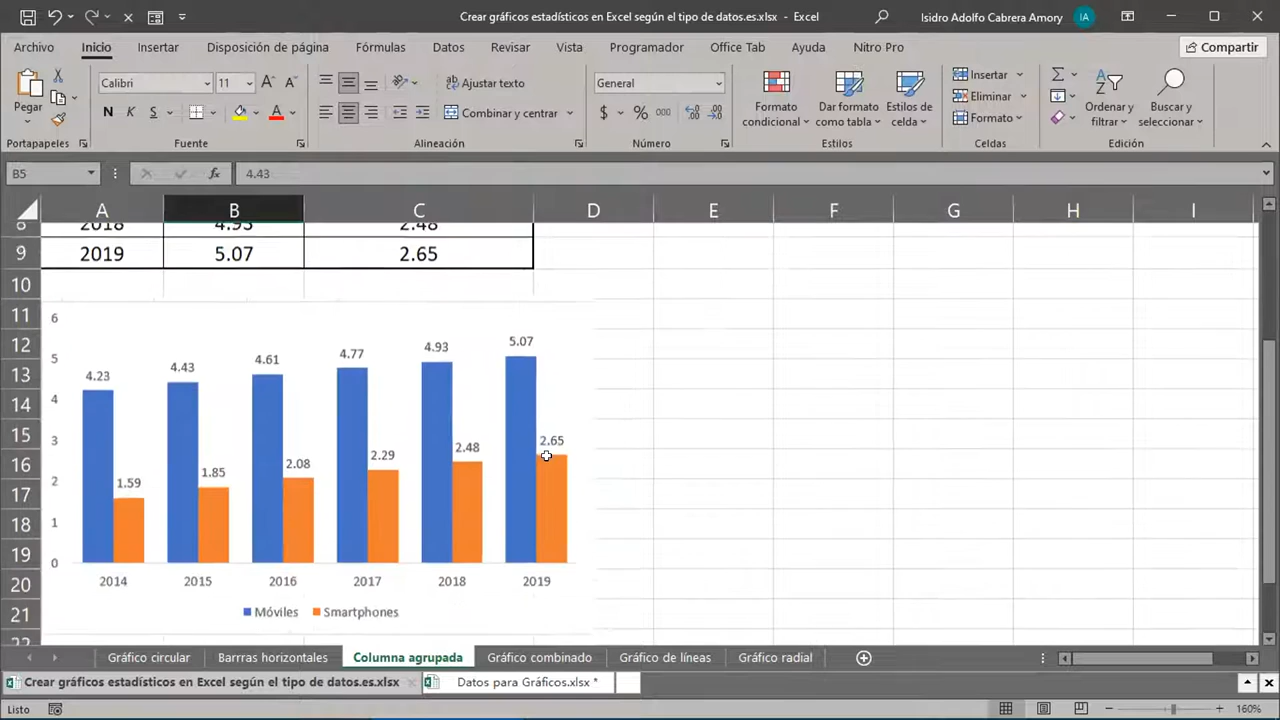 Crear gráficos estadísticos en Excel según el tipo de datos.es.xlsx - Excel
Isidro Adolfo Cabrera Amory
IA
Archivo Inicio Insertar Disposición de página Fórmulas Datos Revisar Vista Programador Office Tab Ayuda Nitro Pro
Compartir
Pegar
Calibri 11
N K S
Ajustar texto
Combinar y centrar
General
$ % 000
Formato condicional
Dar formato como tabla
Estilos de celda
Insertar
Eliminar
Formato
Ordenar y filtrar
Buscar y seleccionar
Portapapeles Fuente Alineación Número Estilos Celdas Edición
B5 fx 4.43
A B C D E F G H I
8 2018 4.93 2.48
9 2019 5.07 2.65
10
11
12
13
14
15
16
17
18
19
20
21
22
6
5
4
3
2
1
0
4.23 4.43 4.61 4.77 4.93 5.07
1.59 1.85 2.08 2.29 2.48 2.65
2014 2015 2016 2017 2018 2019
Móviles Smartphones
Gráfico circular Barrras horizontales Columna agrupada Gráfico combinado Gráfico de líneas Gráfico radial
Crear gráficos estadísticos en Excel según el tipo de datos.es.xlsx
Datos para Gráficos.xlsx *
Listo
160%